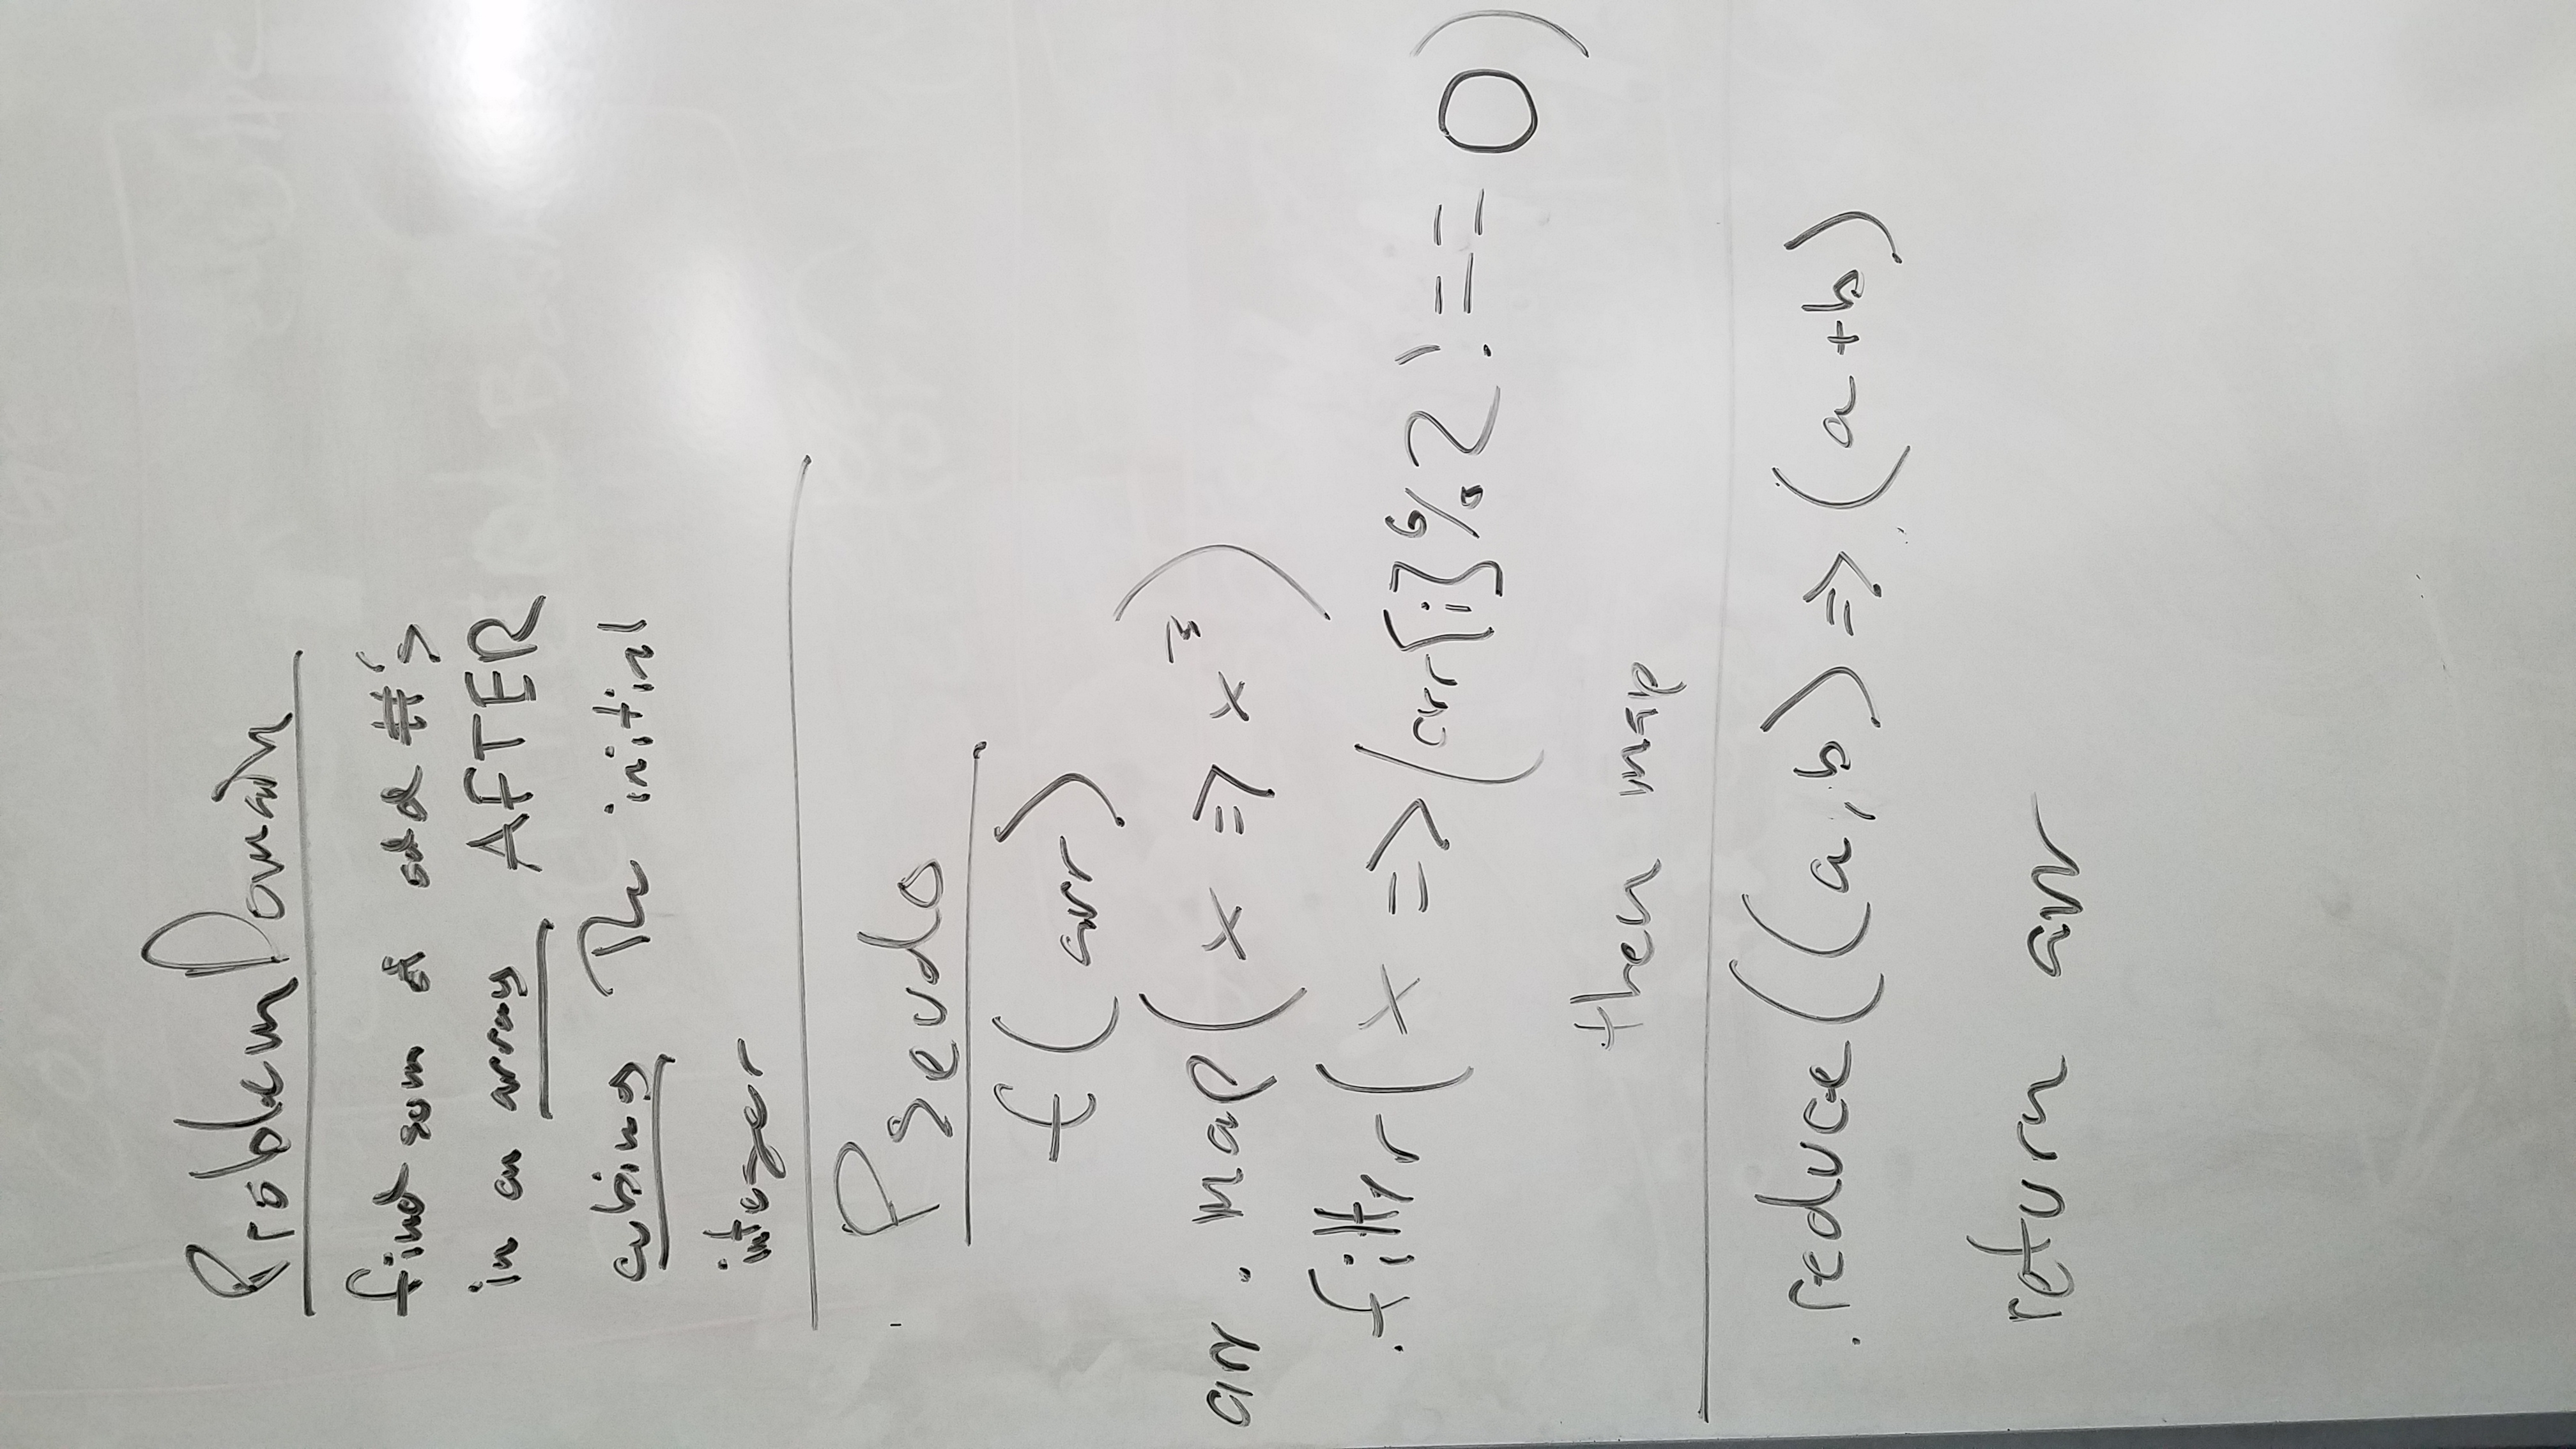 Problem Domain
find sum of odd #'s
in an array AFTER
cubing The initial
integer
Pseudo
f(arr)
arr.map(x => x³)
.filter(x => (arr[i] % 2 !== 0)
then map
.reduce((a,b) => (a+b)
return arr